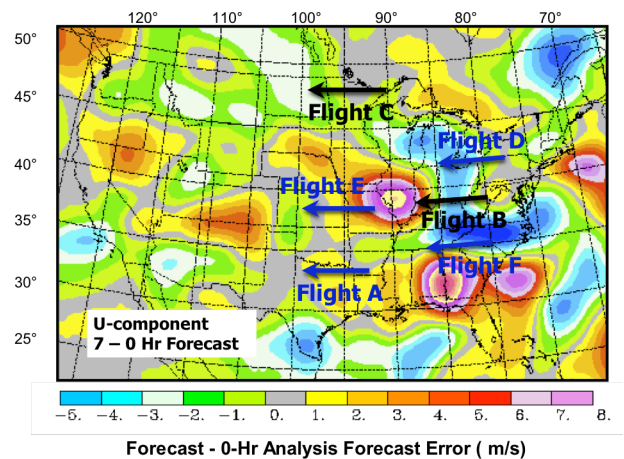 120° 110° 100° 90° 80° 70°
50°
45°
40°
35°
30°
25°
Flight C
Flight D
Flight E
Flight B
Flight F
Flight A
U-component
7 – 0 Hr Forecast
−5. −4. −3. −2. −1. 0. 1. 2. 3. 4. 5. 6. 7. 8.
Forecast - 0-Hr Analysis Forecast Error ( m/s)